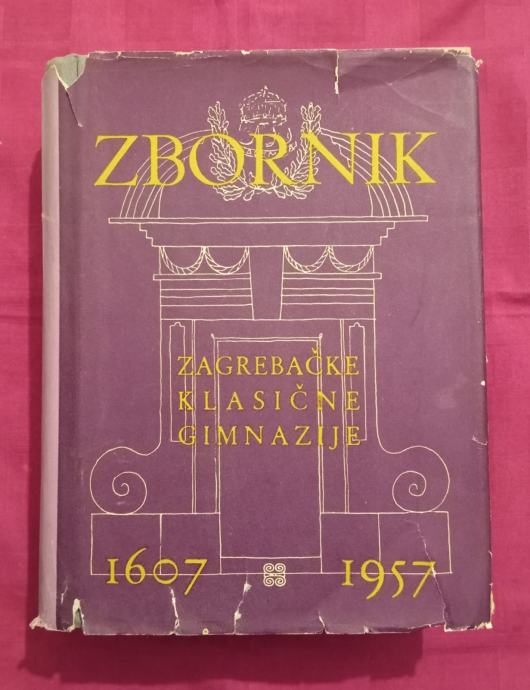 ZBORNIK
ZAGREBAČKE
KLASIČNE
GIMNAZIJE
1607 1957